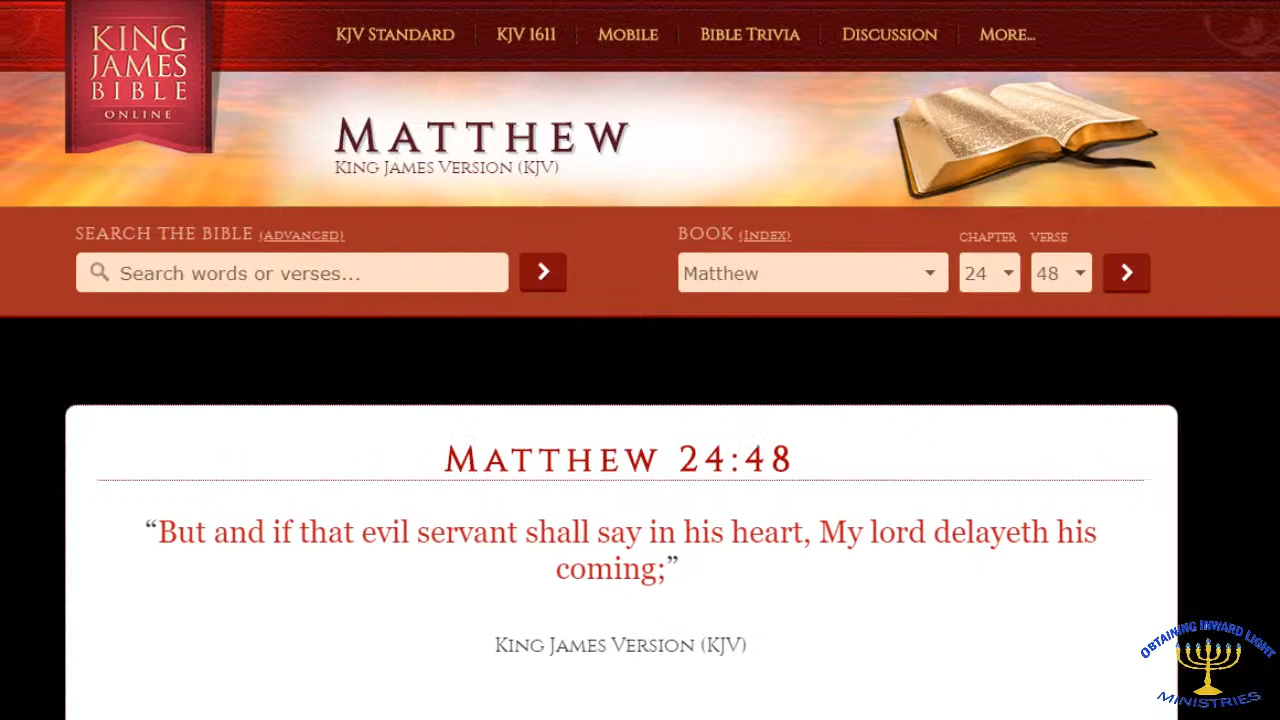 KING
JAMES
BIBLE
ONLINE
KJV STANDARD
KJV 1611
MOBILE
BIBLE TRIVIA
DISCUSSION
MORE...
MATTHEW
KING JAMES VERSION (KJV)
SEARCH THE BIBLE (ADVANCED)
BOOK (INDEX)
CHAPTER
VERSE
Search words or verses...
Matthew
24
48
MATTHEW 24:48
“But and if that evil servant shall say in his heart, My lord delayeth his
coming;”
KING JAMES VERSION (KJV)
OBTAINING INWARD LIGHT
MINISTRIES